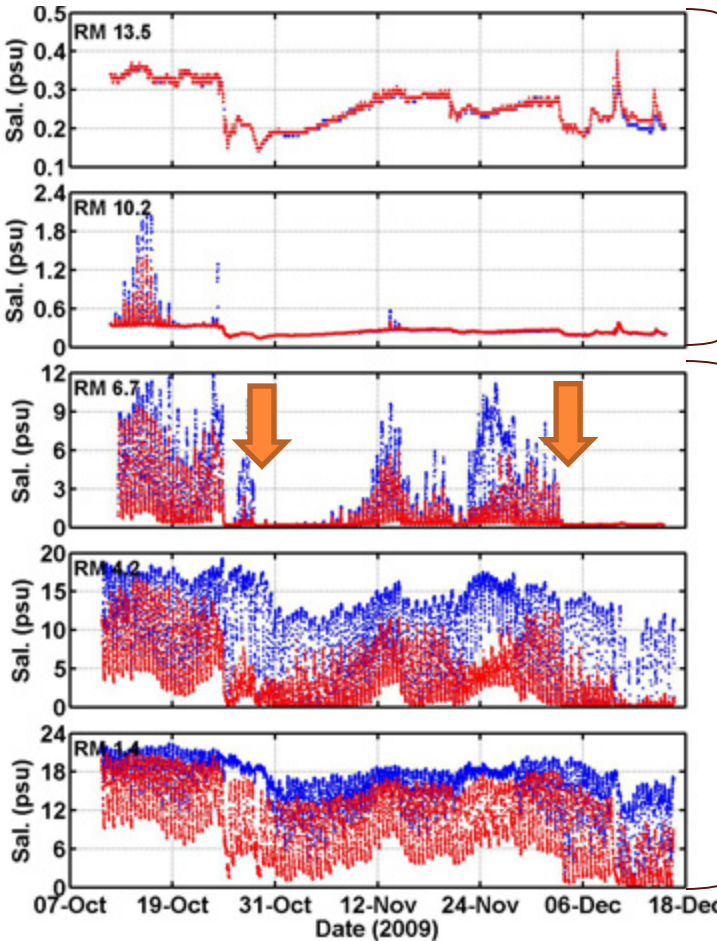 0.5
RM 13.5
0.4
0.3
0.2
0.1
Sal. (psu)
2.4
RM 10.2
1.8
1.2
0.6
0
Sal. (psu)
12
RM 6.7
9
6
3
0
Sal. (psu)
20
RM 4.2
15
10
5
0
Sal. (psu)
24
RM 1.4
18
12
6
0
Sal. (psu)
07-Oct 19-Oct 31-Oct 12-Nov 24-Nov 06-Dec 18-Dec
Date (2009)